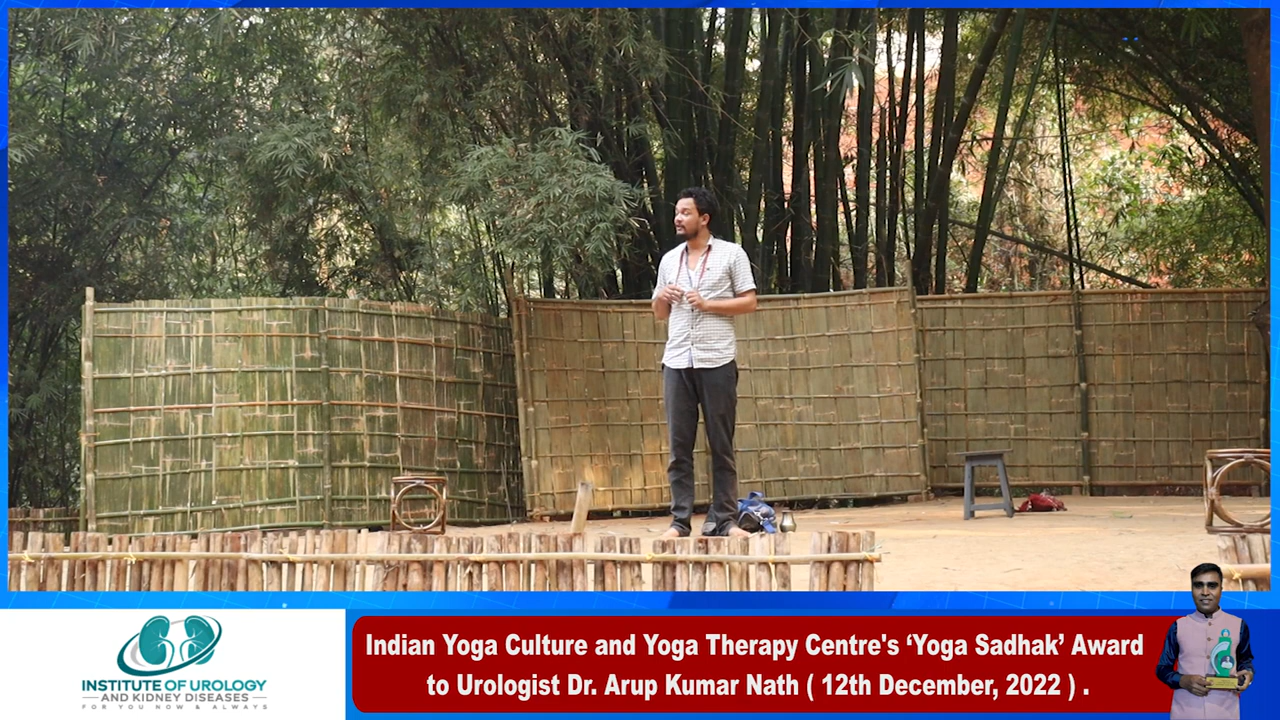 INSTITUTE OF UROLOGY
AND KIDNEY DISEASES
FOR YOU NOW & ALWAYS
Indian Yoga Culture and Yoga Therapy Centre's ‘Yoga Sadhak’ Award
to Urologist Dr. Arup Kumar Nath ( 12th December, 2022 ) .